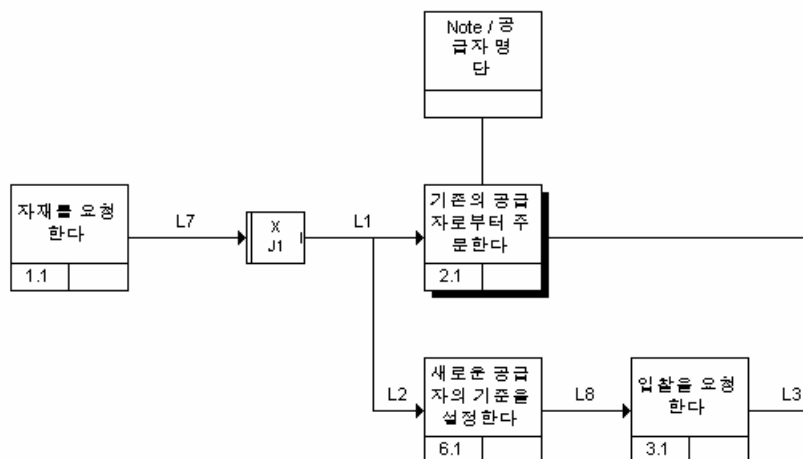 Note / 공
급자 명
단
자재를 요청
한다
1.1
L7
X
J1
L1
기존의 공급
자로부터 주
문한다
2.1
L2
새로운 공급
자의 기준을
설정한다
6.1
L8
입찰을 요청
한다
3.1
L3